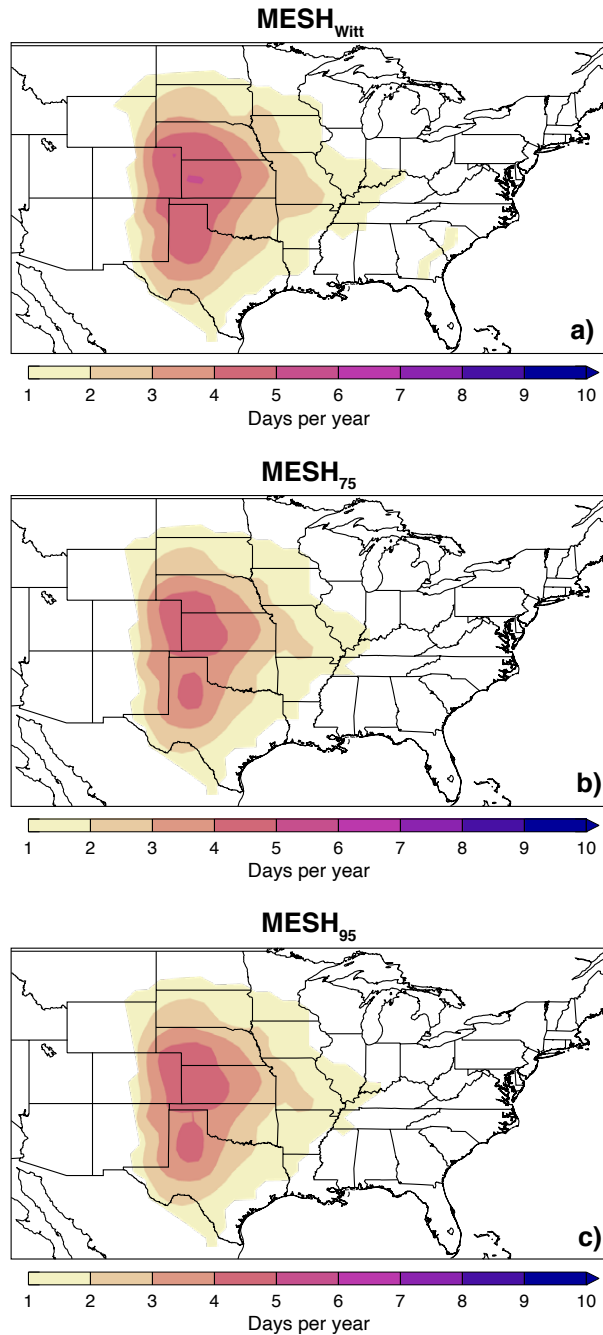 MESH_Witt
a)
1 2 3 4 5 6 7 8 9 10
Days per year
MESH_75
b)
1 2 3 4 5 6 7 8 9 10
Days per year
MESH_95
c)
1 2 3 4 5 6 7 8 9 10
Days per year